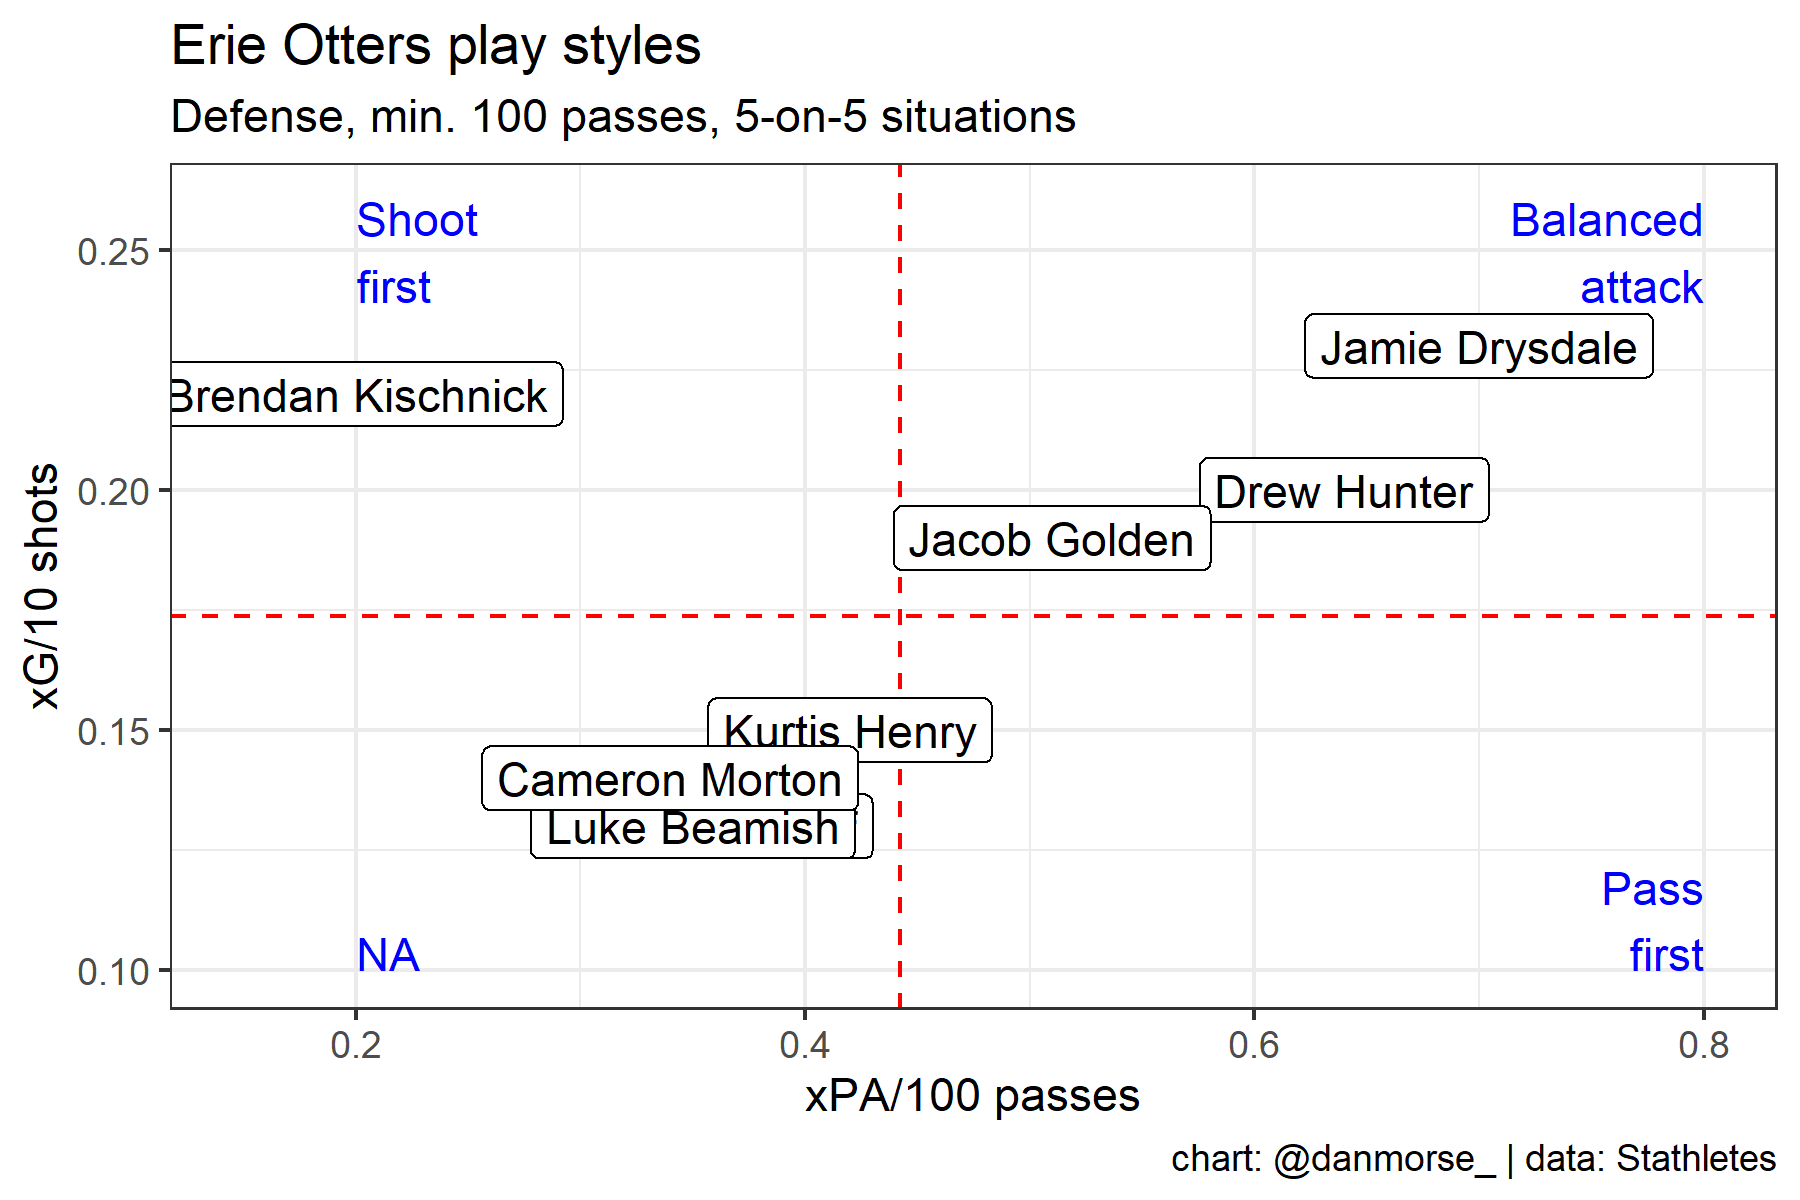 Erie Otters play styles
Defense, min. 100 passes, 5-on-5 situations
Shoot
first
Balanced
attack
Jamie Drysdale
Brendan Kischnick
Drew Hunter
Jacob Golden
Kurtis Henry
Cameron Morton
Luke Beamish
Pass
first
NA
xG/10 shots
0.25
0.20
0.15
0.10
0.2
0.4
0.6
0.8
xPA/100 passes
chart: @danmorse_ | data: Stathletes